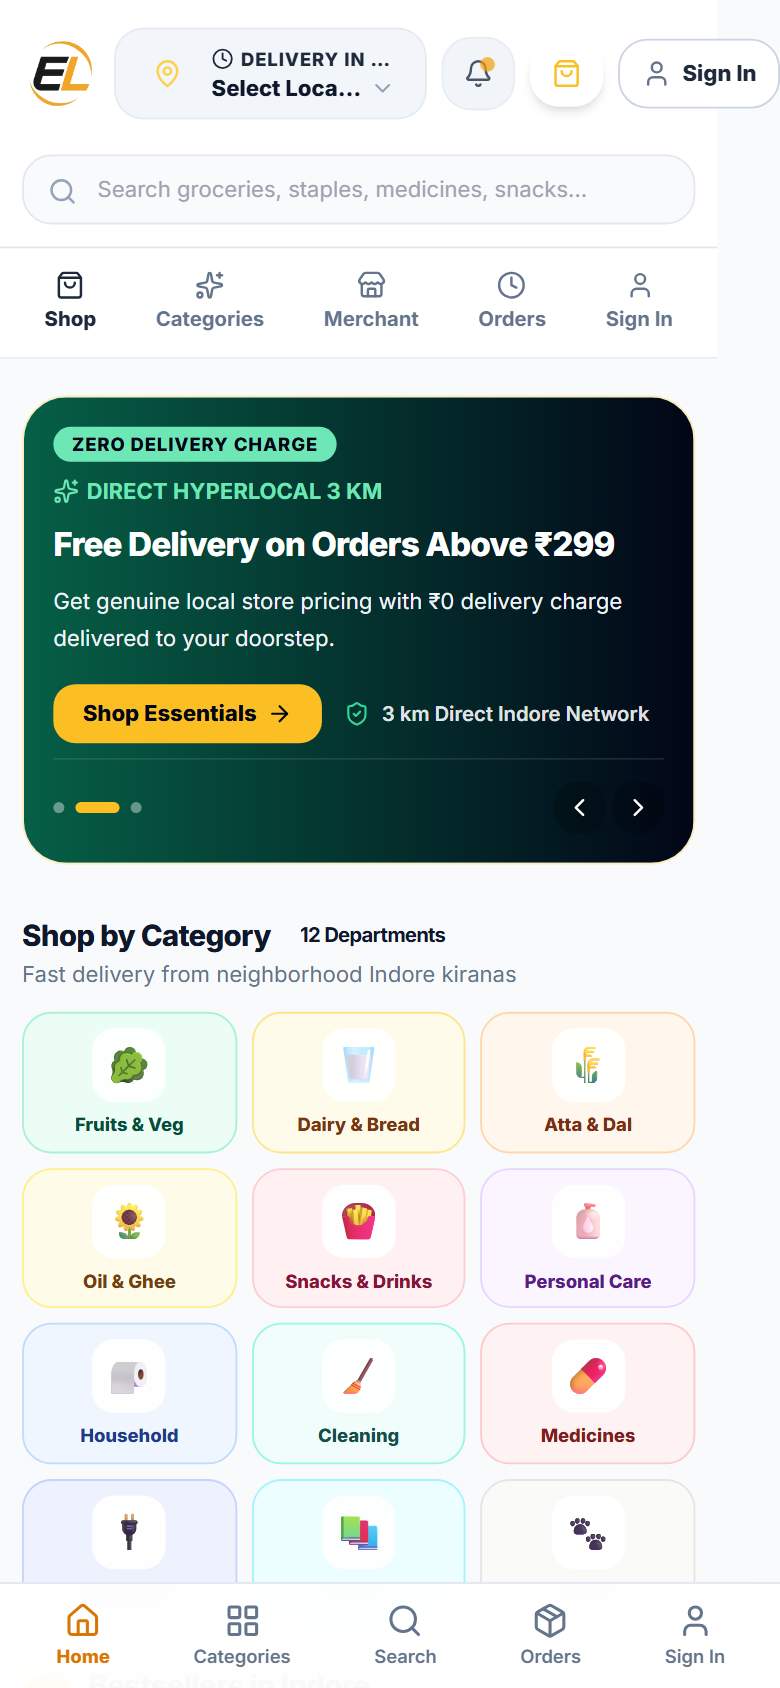 EL
DELIVERY IN ...
Select Loca...
Sign In
Search groceries, staples, medicines, snacks...
Shop
Categories
Merchant
Orders
Sign In
ZERO DELIVERY CHARGE
DIRECT HYPERLOCAL 3 KM
Free Delivery on Orders Above ₹299
Get genuine local store pricing with ₹0 delivery charge
delivered to your doorstep.
Shop Essentials
3 km Direct Indore Network
Shop by Category
12 Departments
Fast delivery from neighborhood Indore kiranas
Fruits & Veg
Dairy & Bread
Atta & Dal
Oil & Ghee
Snacks & Drinks
Personal Care
Household
Cleaning
Medicines
Home
Categories
Search
Orders
Sign In
Bestsellers in Indore